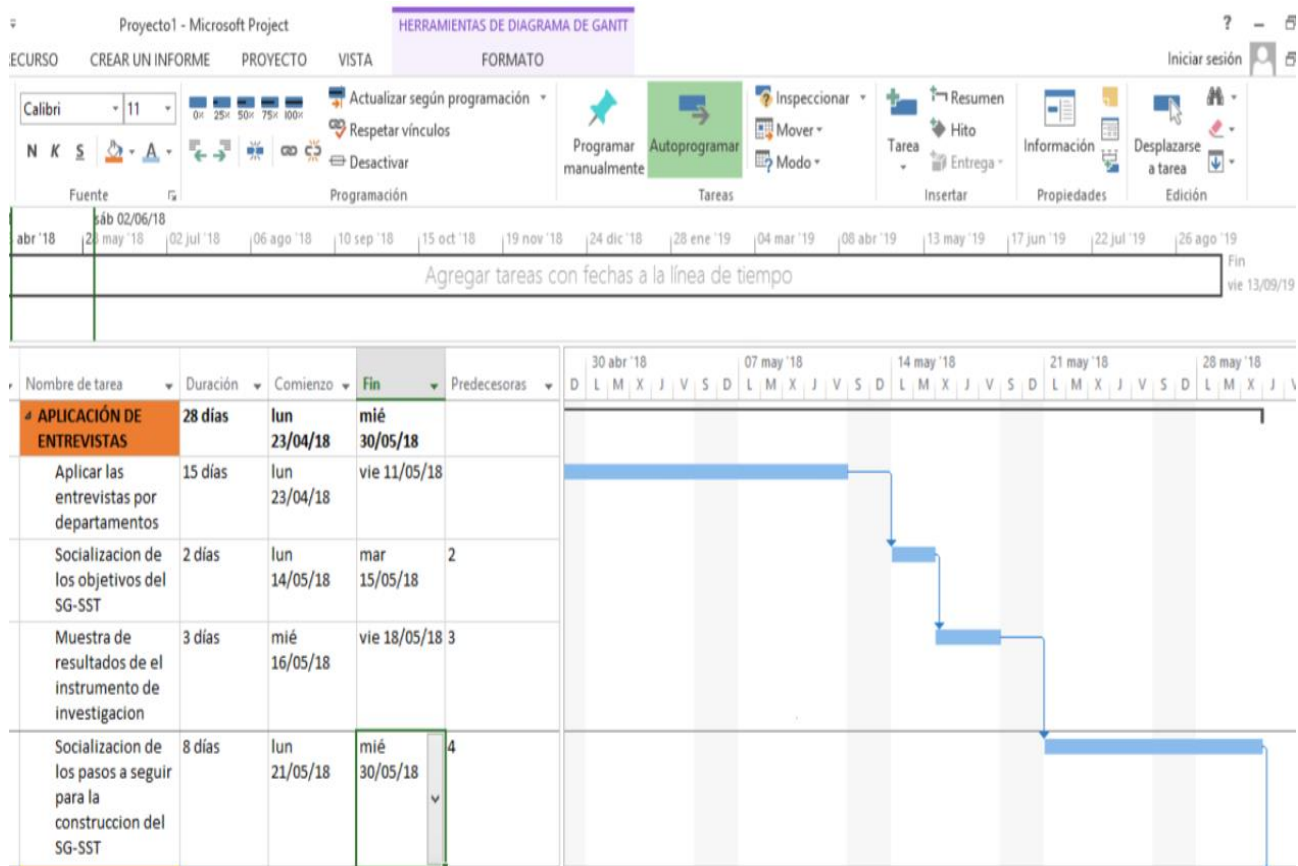 Proyecto1 - Microsoft Project
HERRAMIENTAS DE DIAGRAMA DE GANTT
?
ECURSO CREAR UN INFORME PROYECTO VISTA FORMATO Iniciar sesión
Calibri 11
0× 25× 50× 75× 100×
Actualizar según programación
N K S A
Respetar vínculos
Desactivar
Programar manualmente
Autoprogramar
Inspeccionar
Mover
Modo
Tarea
Resumen
Hito
Entrega
Información
Desplazarse a tarea
Fuente Programación Tareas Insertar Propiedades Edición
sáb 02/06/18
abr '18 28 may '18 02 jul '18 06 ago '18 10 sep '18 15 oct '18 19 nov '18 24 dic '18 28 ene '19 04 mar '19 08 abr '19 13 may '19 17 jun '19 22 jul '19 26 ago '19
Agregar tareas con fechas a la línea de tiempo
Fin
vie 13/09/19
30 abr '18 07 may '18 14 may '18 21 may '18 28 may '18
Nombre de tarea Duración Comienzo Fin Predecesoras
D L M X J V S D L M X J V S D L M X J V S D L M X J V S D L M X J V
APLICACIÓN DE 28 días lun mié
ENTREVISTAS 23/04/18 30/05/18
Aplicar las 15 días lun vie 11/05/18
entrevistas por 23/04/18
departamentos
Socializacion de 2 días lun mar 2
los objetivos del 14/05/18 15/05/18
SG-SST
Muestra de 3 días mié vie 18/05/18 3
resultados de el 16/05/18
instrumento de
investigacion
Socializacion de 8 días lun mié 4
los pasos a seguir 21/05/18 30/05/18
para la
construccion del
SG-SST